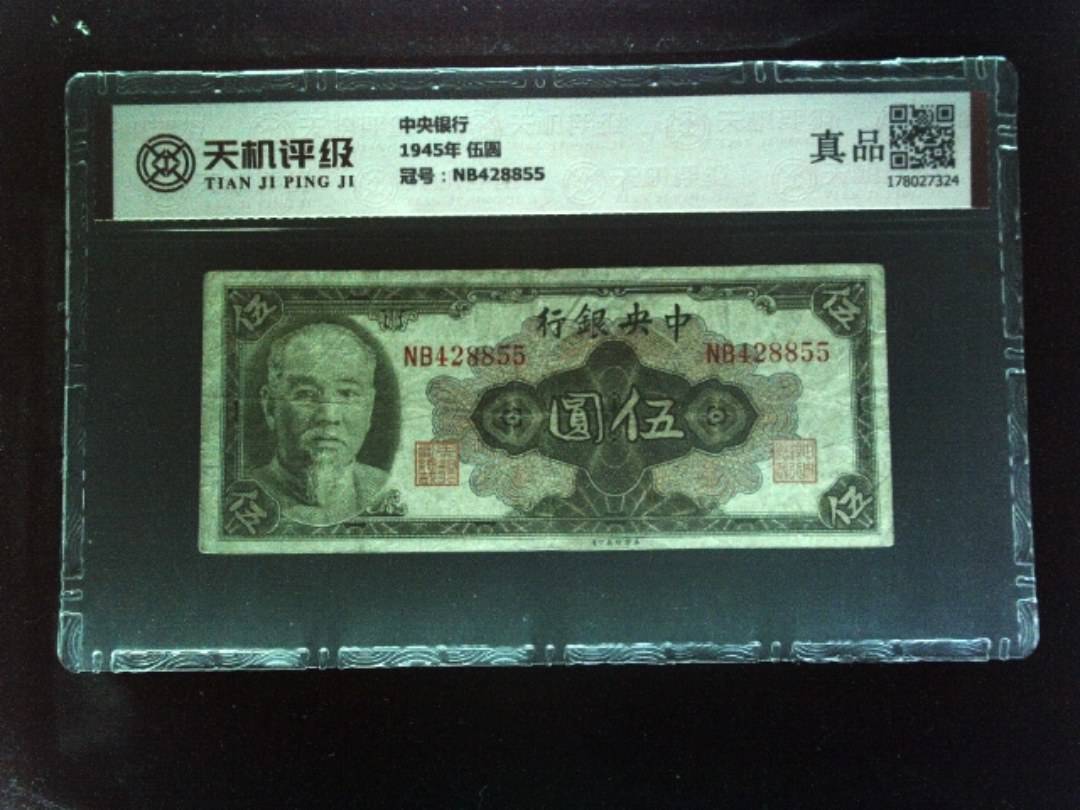 天机评级
TIAN JI PING JI
中央银行
1945年 伍圆
冠号：NB428855
真品
178027324
伍
伍
行銀央中
NB428855
NB428855
圓伍
伍
伍